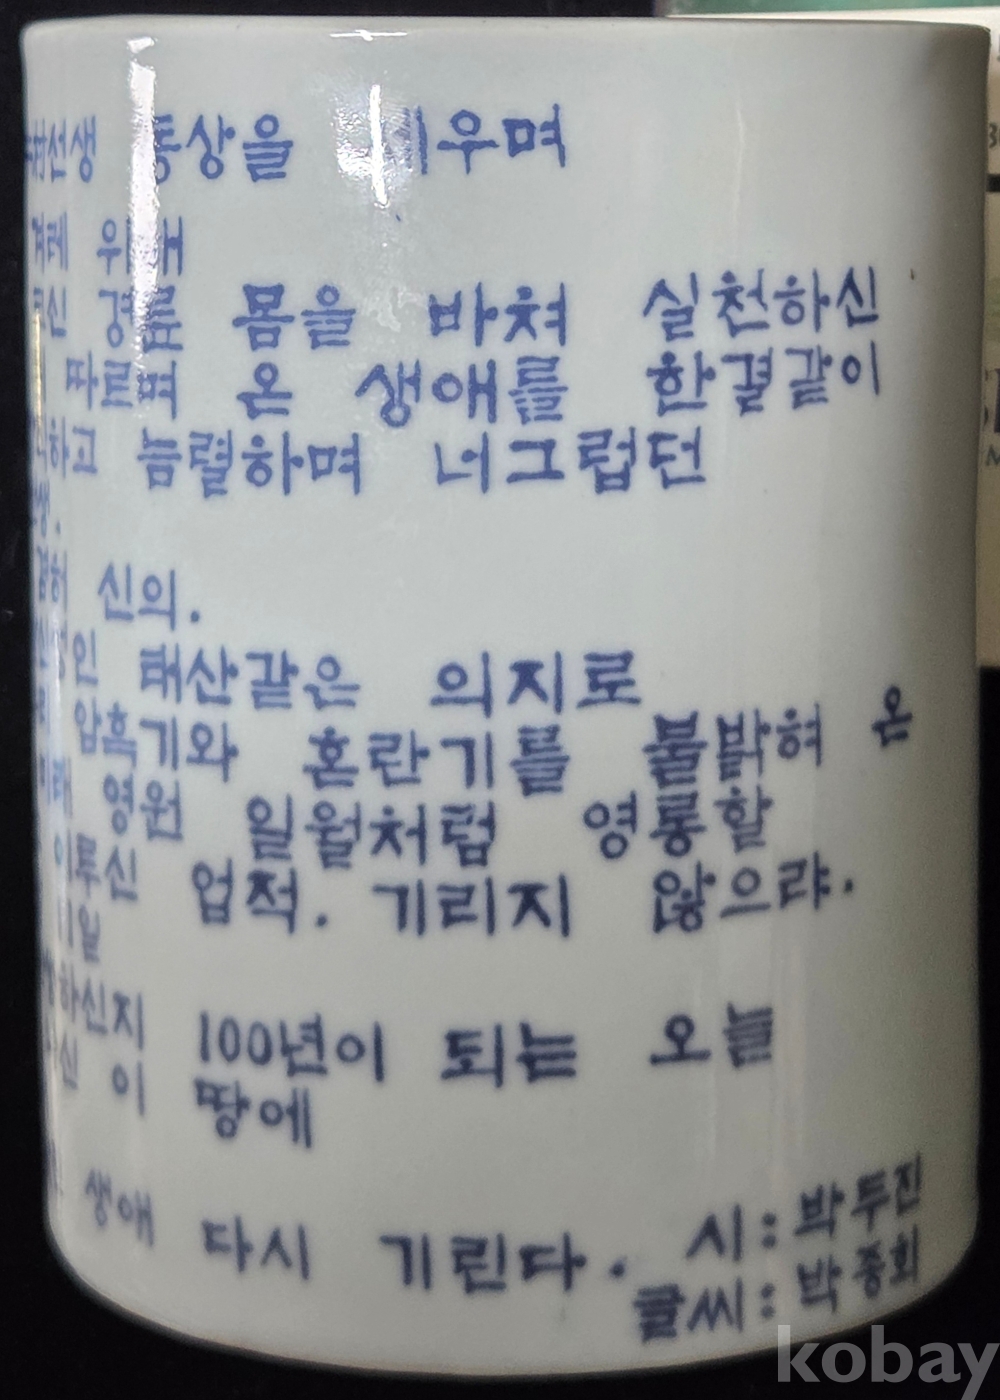 선생 동상을 세우며
겨레 위해
신 겸륜 몸을 바쳐 실천하신
따르며 온 생애를 한결같이
하고 늠렬하며 너그럽던
생.
신의.
인 태산같은 의지로
암흑기와 혼란기를 붉밝혀 온
영원 일월처럼 영롱할
이루신 업적. 기리지 않으랴.
하신지 100년이 되는 오늘
신 이 땅에
생애 다시 기린다. 시: 박두진
글씨: 박종회
kobay